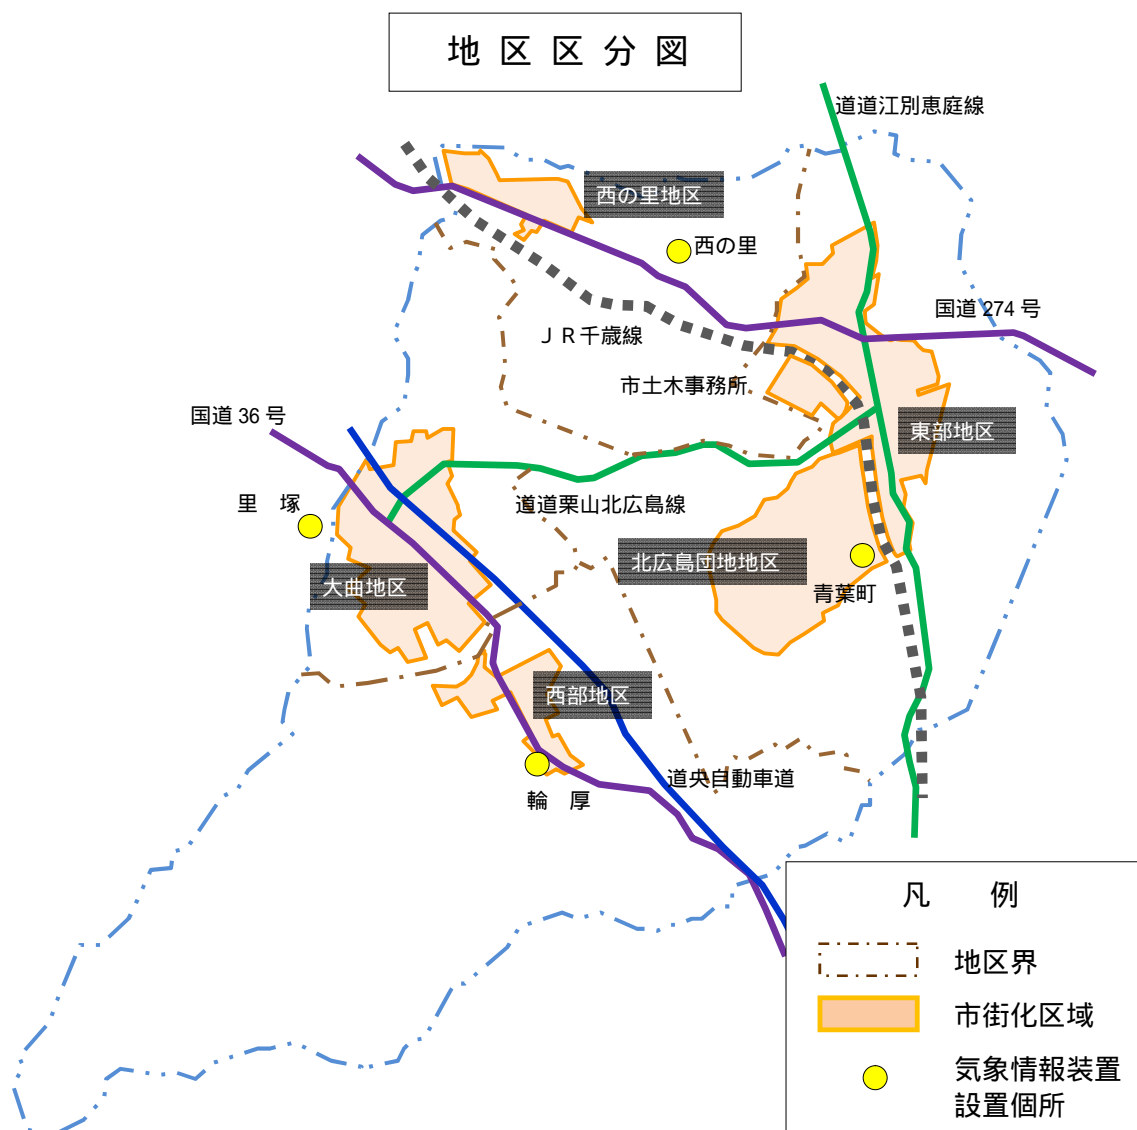 地区区分図
道道江別恵庭線
西の里地区
西の里
国道274号
ＪＲ千歳線
市土木事務所
国道36号
東部地区
里　塚
道道栗山北広島線
北広島団地地区
大曲地区
青葉町
西部地区
道央自動車道
輪　厚
凡　例
地区界
市街化区域
気象情報装置
設置個所